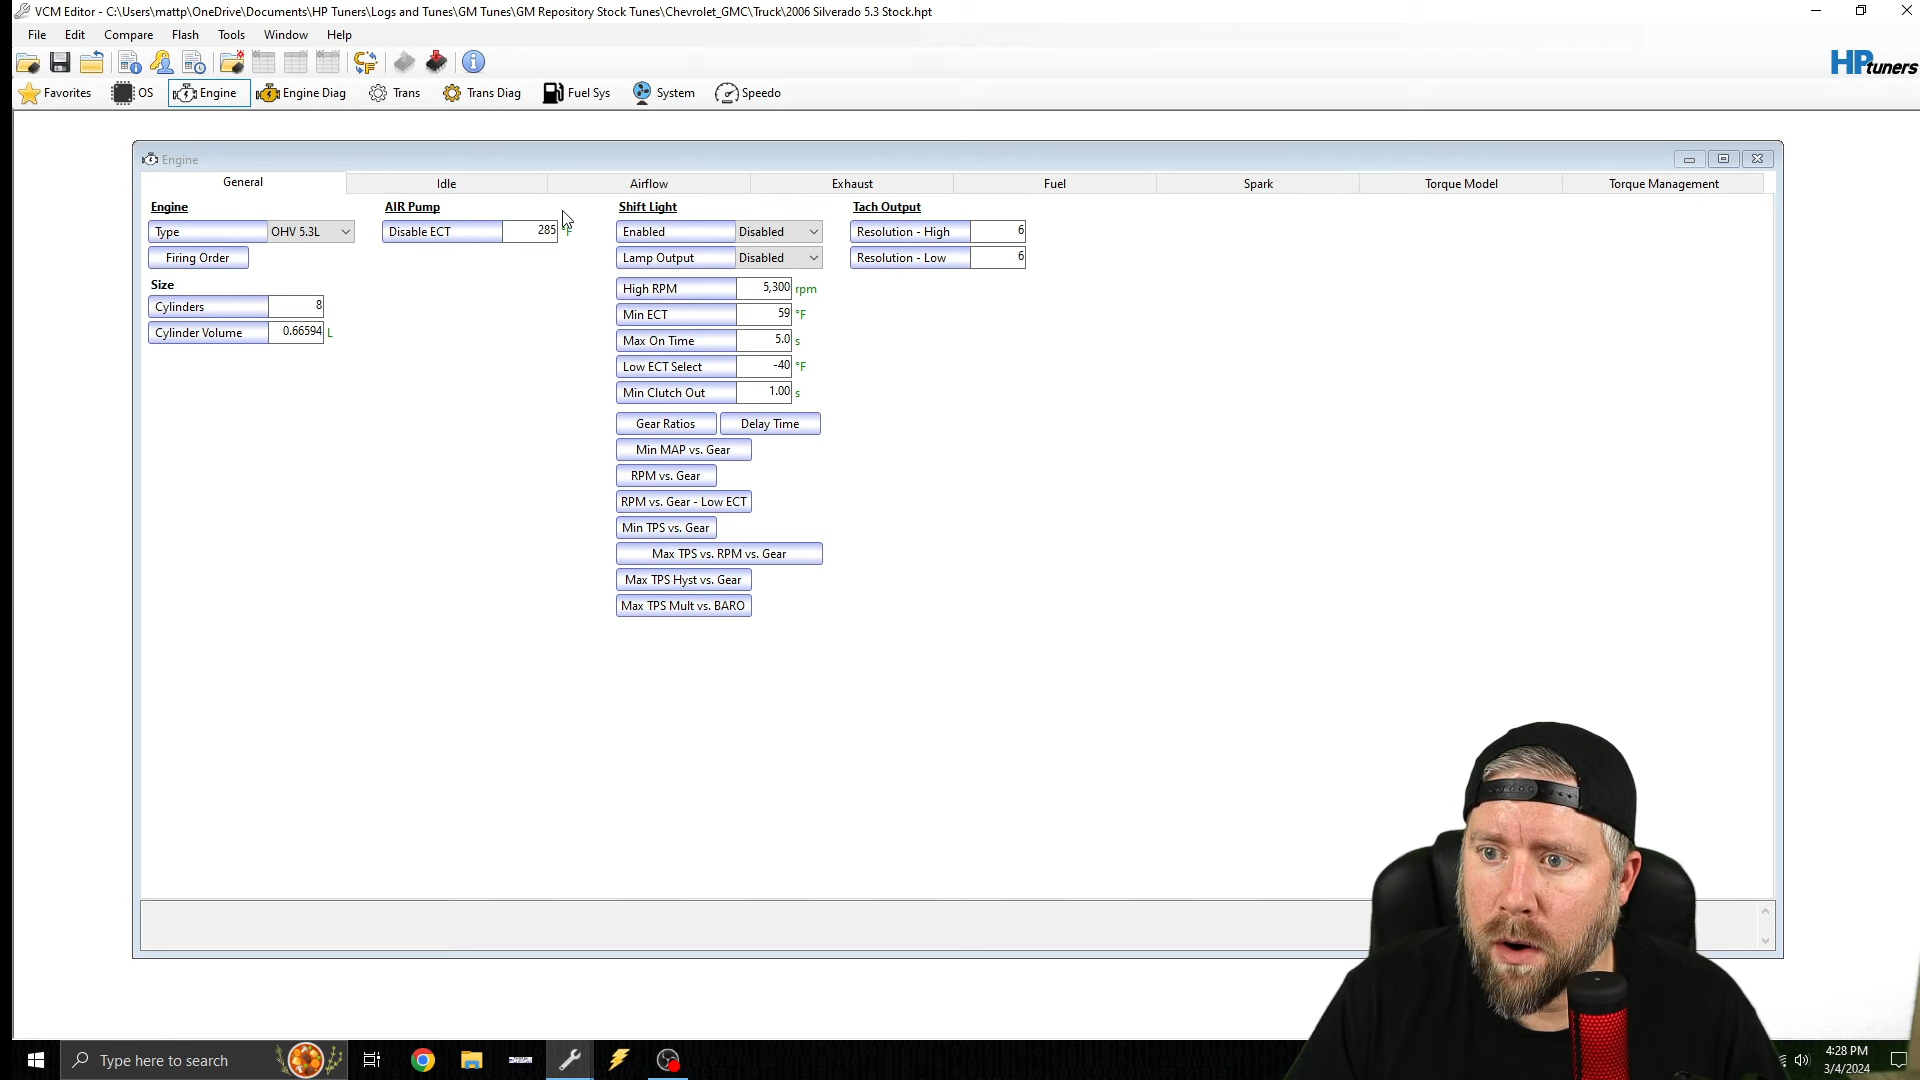 VCM Editor - C:\Users\mattp\OneDrive\Documents\HP Tuners\Logs and Tunes\GM Tunes\GM Repository Stock Tunes\Chevrolet_GMC\Truck\2006 Silverado 5.3 Stock.hpt
File Edit Compare Flash Tools Window Help
HPtuners
Favorites OS Engine Engine Diag Trans Trans Diag Fuel Sys System Speedo
Engine
General Idle Airflow Exhaust Fuel Spark Torque Model Torque Management
Engine AIR Pump Shift Light Tach Output
Type OHV 5.3L Disable ECT 285 °F Enabled Disabled Resolution - High 6
Firing Order Lamp Output Disabled Resolution - Low 6
Size High RPM 5,300 rpm
Cylinders 8 Min ECT 59 °F
Cylinder Volume 0.66594 L Max On Time 5.0 s
Low ECT Select -40 °F
Min Clutch Out 1.00 s
Gear Ratios Delay Time
Min MAP vs. Gear
RPM vs. Gear
RPM vs. Gear - Low ECT
Min TPS vs. Gear
Max TPS vs. RPM vs. Gear
Max TPS Hyst vs. Gear
Max TPS Mult vs. BARO
Type here to search
4:28 PM
3/4/2024